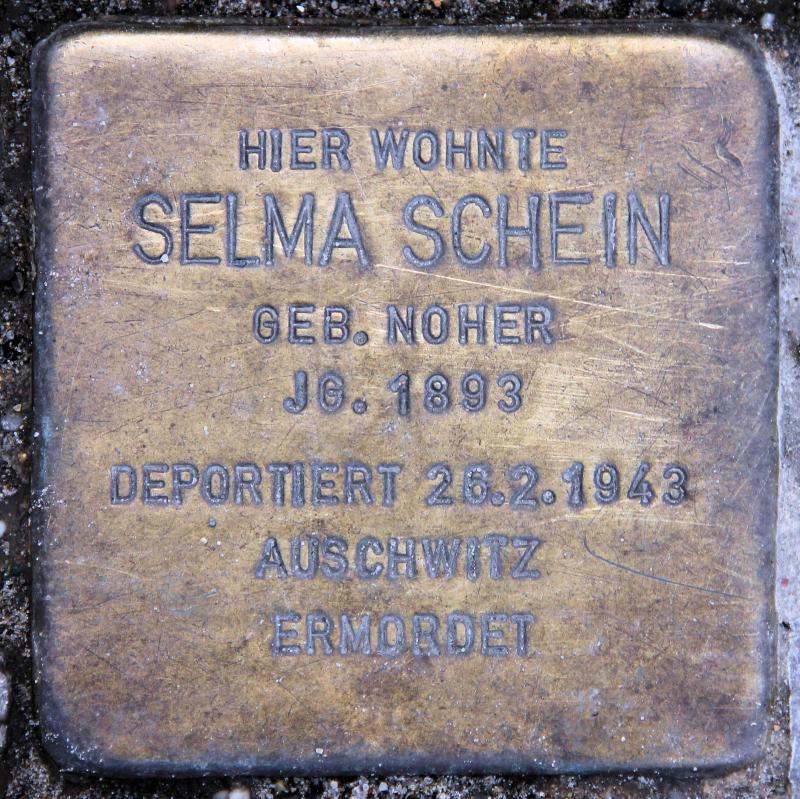 HIER WOHNTE
SELMA SCHEIN
GEB. NOHER
JG. 1893
DEPORTIERT 26.2.1943
AUSCHWITZ
ERMORDET